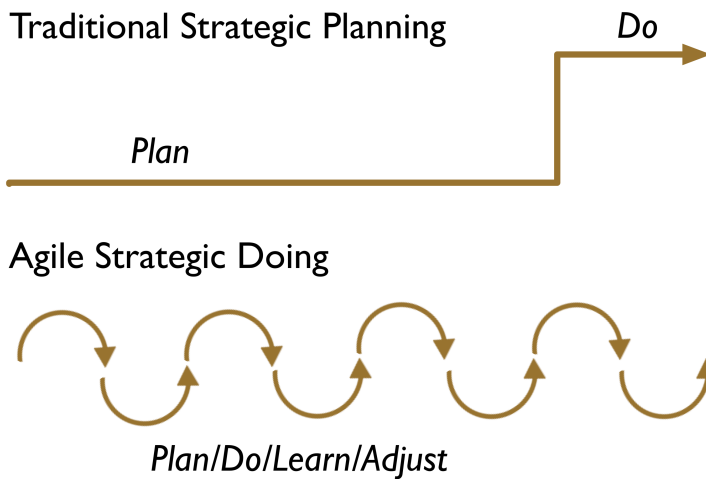 Traditional Strategic Planning
Do
Plan
Agile Strategic Doing
Plan/Do/Learn/Adjust